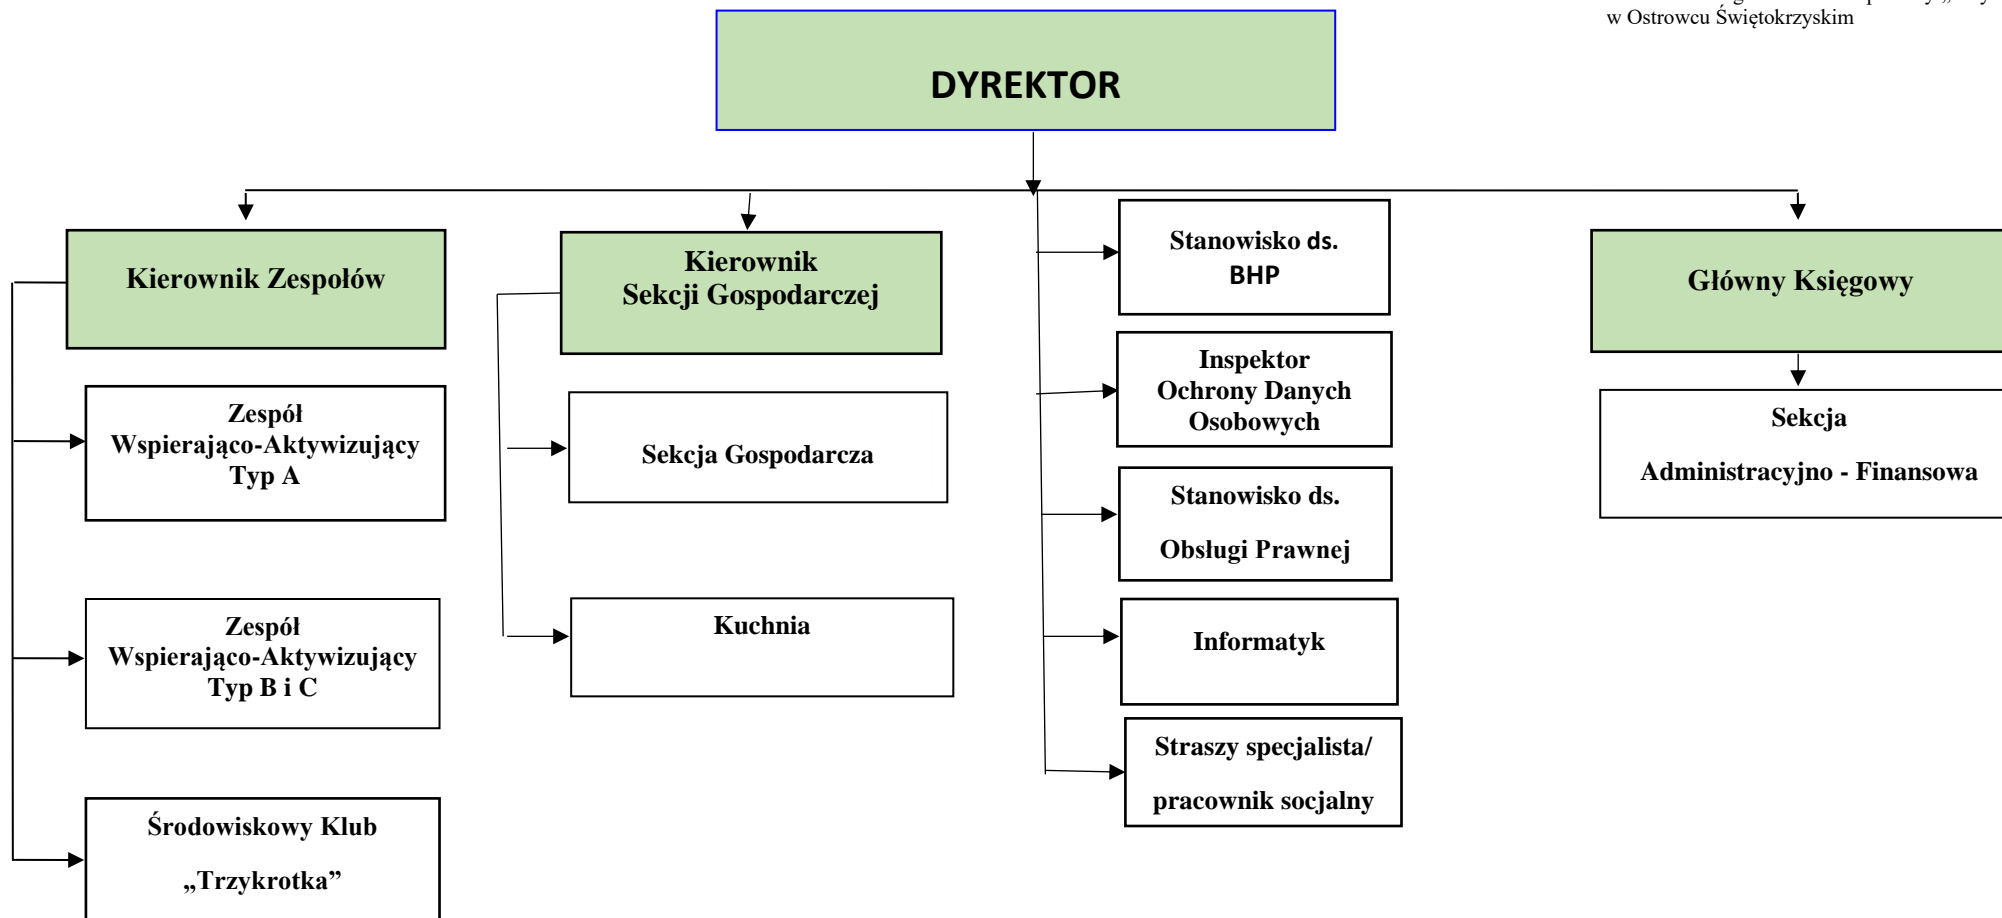 w Ostrowcu Świętokrzyskim
DYREKTOR
Kierownik Zespołów
Kierownik
Sekcji Gospodarczej
Stanowisko ds.
BHP
Główny Księgowy
Zespół
Wspierająco-Aktywizujący
Typ A
Sekcja Gospodarcza
Inspektor
Ochrony Danych
Osobowych
Sekcja
Administracyjno - Finansowa
Stanowisko ds.
Obsługi Prawnej
Zespół
Wspierająco-Aktywizujący
Typ B i C
Kuchnia
Informatyk
Straszy specjalista/
pracownik socjalny
Środowiskowy Klub
„Trzykrotka”